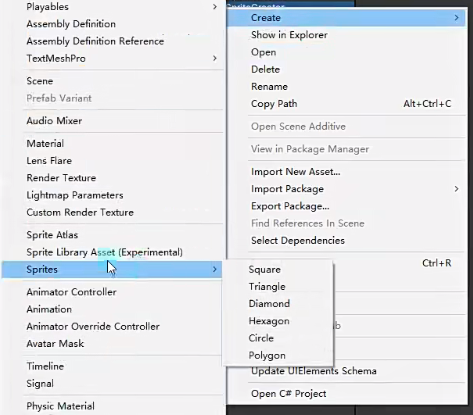 Playables
Assembly Definition
Assembly Definition Reference
TextMeshPro
Scene
Prefab Variant
Audio Mixer
Material
Lens Flare
Render Texture
Lightmap Parameters
Custom Render Texture
Sprite Atlas
Sprite Library Asset (Experimental)
Sprites
Animator Controller
Animation
Animator Override Controller
Avatar Mask
Timeline
Signal
Physic Material
Create
Show in Explorer
Open
Delete
Rename
Copy Path Alt+Ctrl+C
Open Scene Additive
View in Package Manager
Import New Asset...
Import Package
Export Package...
Find References In Scene
Select Dependencies
Ctrl+R
Square
Triangle
Diamond
Hexagon
Circle
Polygon
Update UIElements Schema
Open C# Project